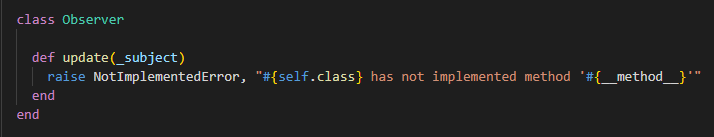 class Observer
def update(_subject)
raise NotImplementedError, "#{self.class} has not implemented method '#{__method__}'"
end
end